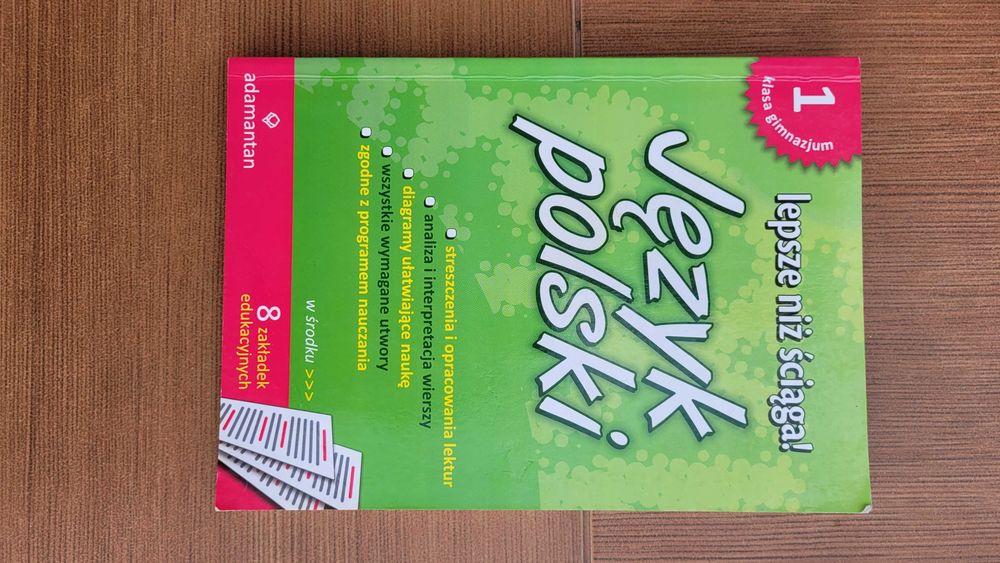 1
klasa gimnazjum
lepsze niż ściąga!
Język
polski
streszczenia i opracowania lektur
analiza i interpretacja wierszy
diagramy ułatwiające naukę
wszystkie wymagane utwory
zgodne z programem nauczania
w środku >>>
adamantan
8 zakładek
edukacyjnych